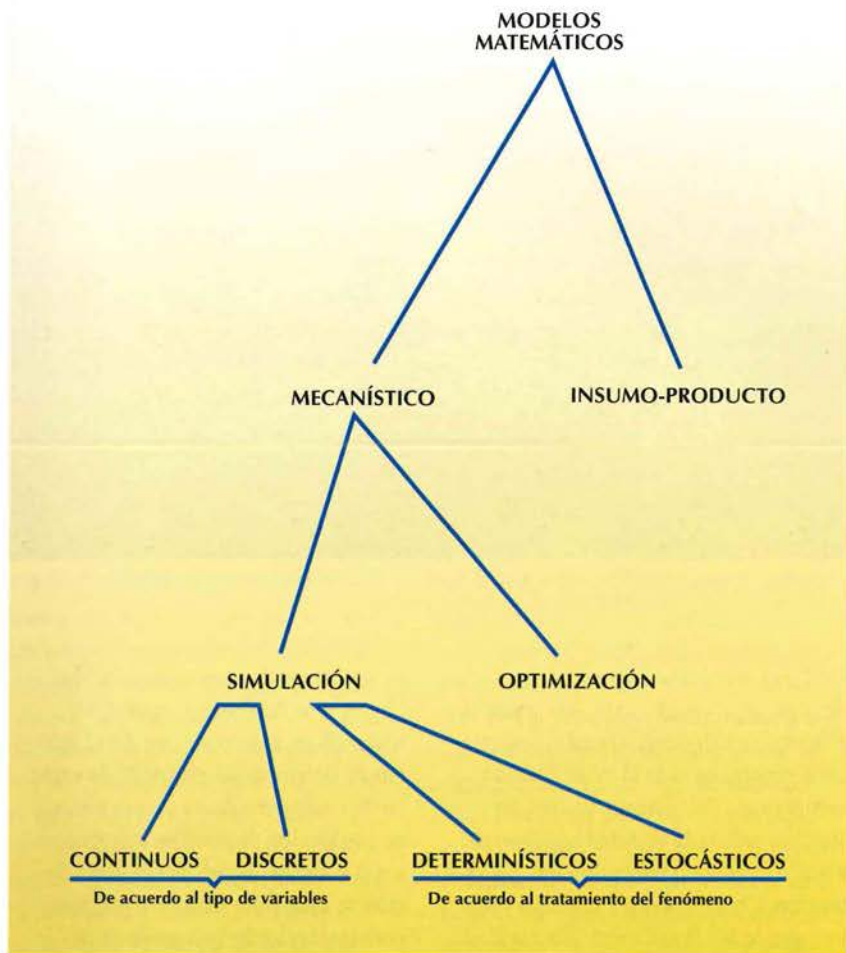 MODELOS
MATEMÁTICOS
MECANÍSTICO
INSUMO-PRODUCTO
SIMULACIÓN
OPTIMIZACIÓN
CONTINUOS
DISCRETOS
DETERMINÍSTICOS
ESTOCÁSTICOS
De acuerdo al tipo de variables
De acuerdo al tratamiento del fenómeno